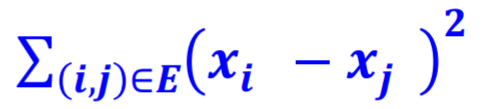 ∑₍ᵢ,ⱼ₎∈E(xᵢ − xⱼ)²